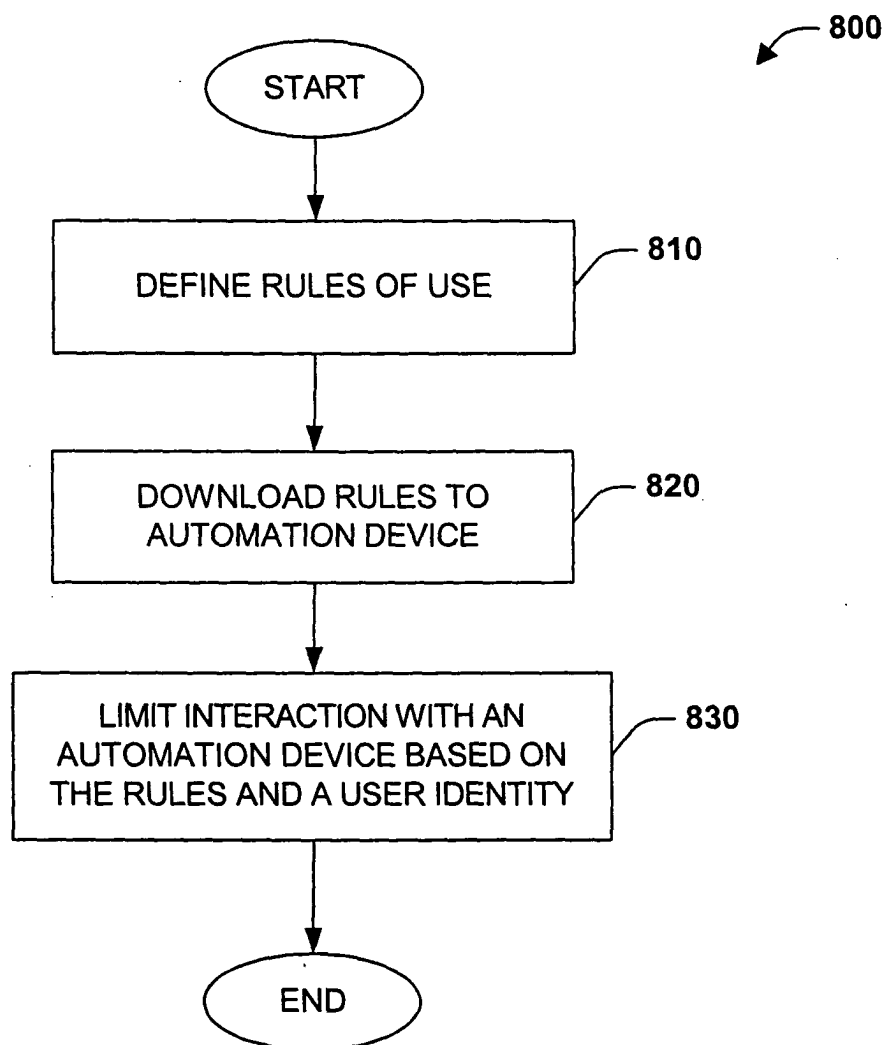 800
START
DEFINE RULES OF USE
810
DOWNLOAD RULES TO
AUTOMATION DEVICE
820
LIMIT INTERACTION WITH AN
AUTOMATION DEVICE BASED ON
THE RULES AND A USER IDENTITY
830
END